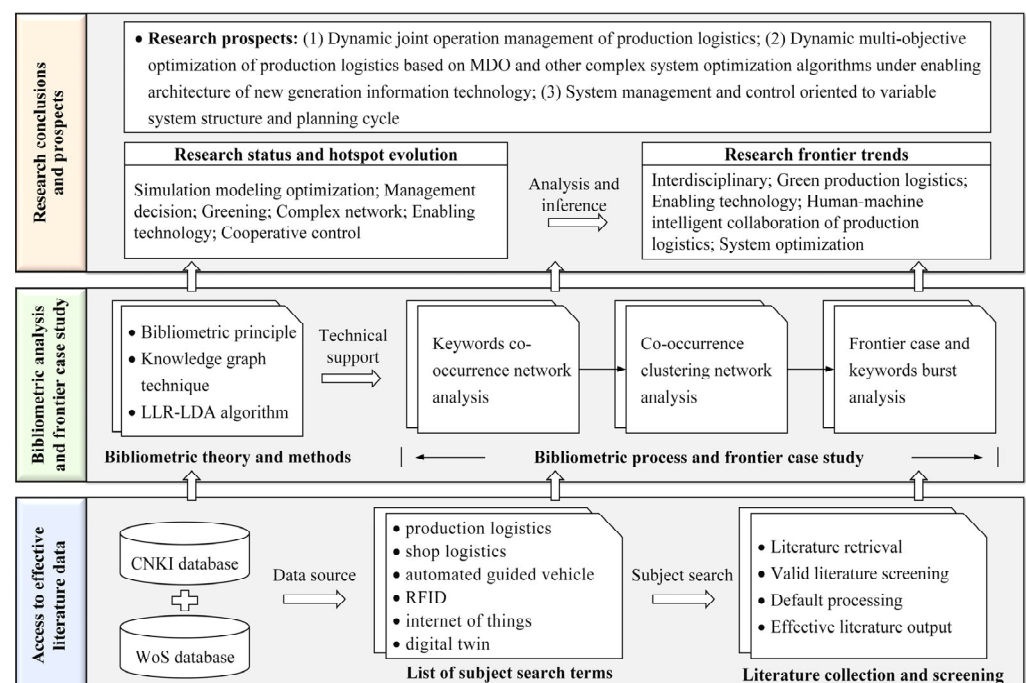 Research conclusions
and prospects
• Research prospects: (1) Dynamic joint operation management of production logistics; (2) Dynamic multi-objective
optimization of production logistics based on MDO and other complex system optimization algorithms under enabling
architecture of new generation information technology; (3) System management and control oriented to variable
system structure and planning cycle
Research status and hotspot evolution
Simulation modeling optimization; Management
decision; Greening; Complex network; Enabling
technology; Cooperative control
Analysis and
inference
Research frontier trends
Interdisciplinary; Green production logistics;
Enabling technology; Human-machine
intelligent collaboration of production
logistics; System optimization
Bibliometric analysis
and frontier case study
• Bibliometric principle
• Knowledge graph
technique
• LLR-LDA algorithm
Bibliometric theory and methods
Technical
support
Keywords co-
occurrence network
analysis
Co-occurrence
clustering network
analysis
Frontier case and
keywords burst
analysis
Bibliometric process and frontier case study
Access to effective
literature data
CNKI database
WoS database
Data source
• production logistics
• shop logistics
• automated guided vehicle
• RFID
• internet of things
• digital twin
List of subject search terms
Subject search
• Literature retrieval
• Valid literature screening
• Default processing
• Effective literature output
Literature collection and screening